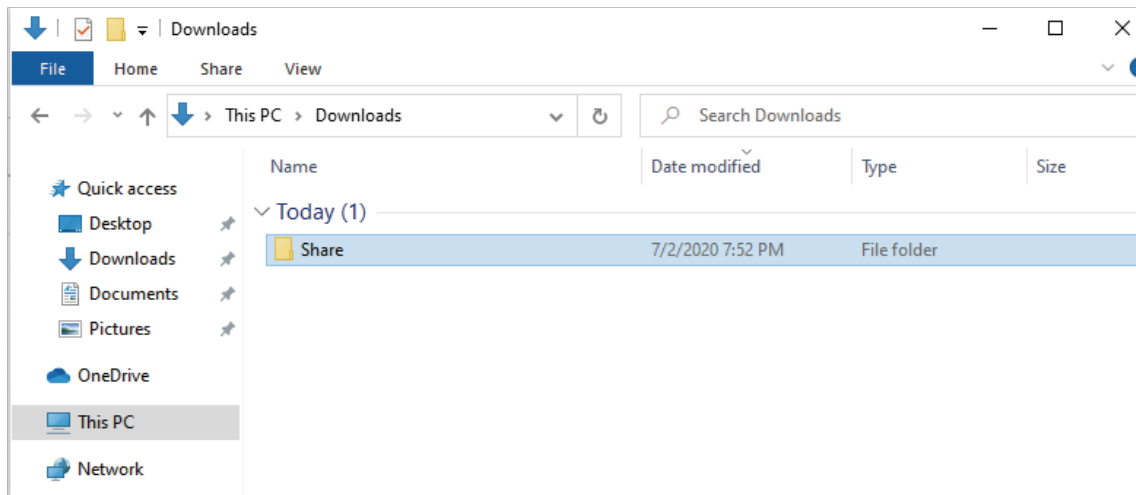 Downloads
File Home Share View
This PC Downloads
Search Downloads
Name Date modified Type Size
Quick access
Desktop
Downloads
Documents
Pictures
OneDrive
This PC
Network
Today (1)
Share 7/2/2020 7:52 PM File folder